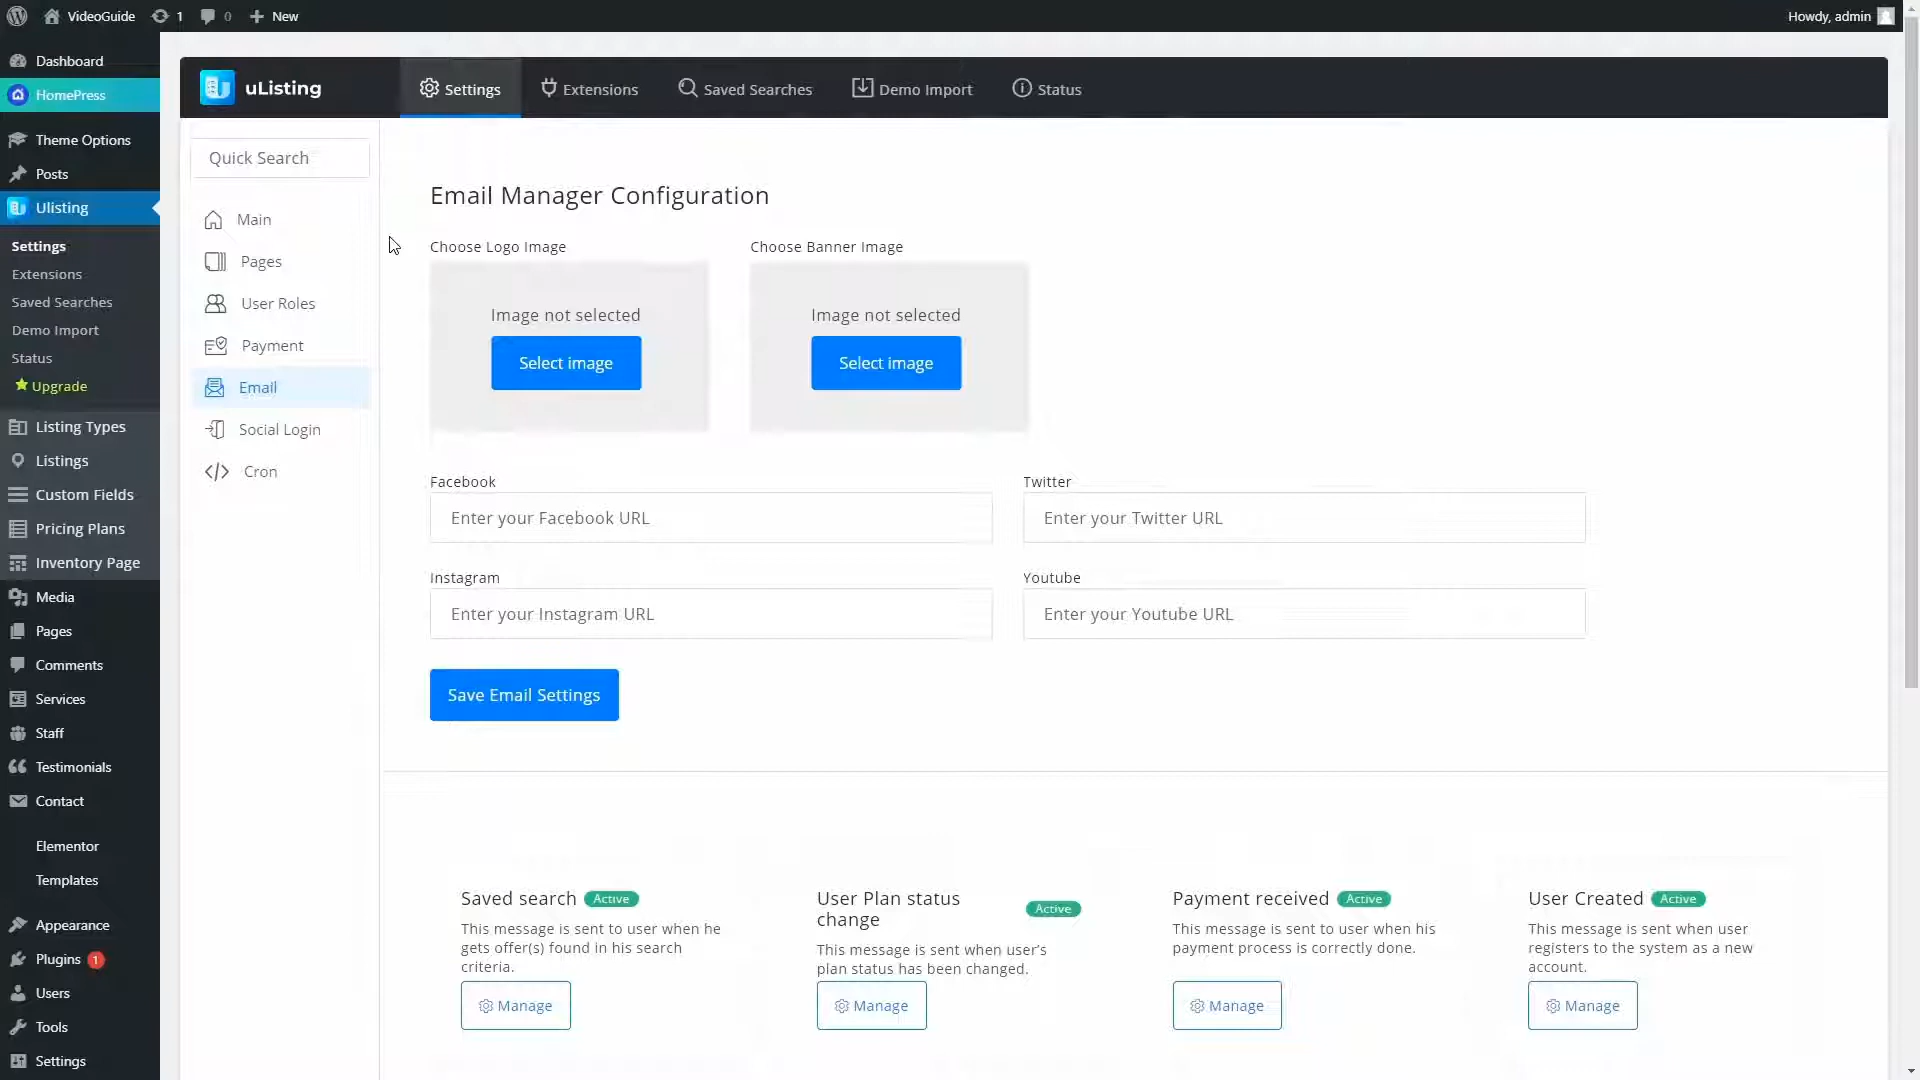 VideoGuide
1
0
New
Howdy, admin
Dashboard
HomePress
Theme Options
Posts
Ulisting
Settings
Extensions
Saved Searches
Demo Import
Status
Upgrade
Listing Types
Listings
Custom Fields
Pricing Plans
Inventory Page
Media
Pages
Comments
Services
Staff
Testimonials
Contact
Elementor
Templates
Appearance
Plugins 1
Users
Tools
Settings
uListing
Settings
Extensions
Saved Searches
Demo Import
Status
Quick Search
Main
Pages
User Roles
Payment
Email
Social Login
Cron
Email Manager Configuration
Choose Logo Image
Image not selected
Select image
Choose Banner Image
Image not selected
Select image
Facebook
Enter your Facebook URL
Twitter
Enter your Twitter URL
Instagram
Enter your Instagram URL
Youtube
Enter your Youtube URL
Save Email Settings
Saved search Active
This message is sent to user when he
gets offer(s) found in his search
criteria.
Manage
User Plan status
change
Active
This message is sent when user's
plan status has been changed.
Manage
Payment received Active
This message is sent to user when his
payment process is correctly done.
Manage
User Created Active
This message is sent when user
registers to the system as a new
account.
Manage